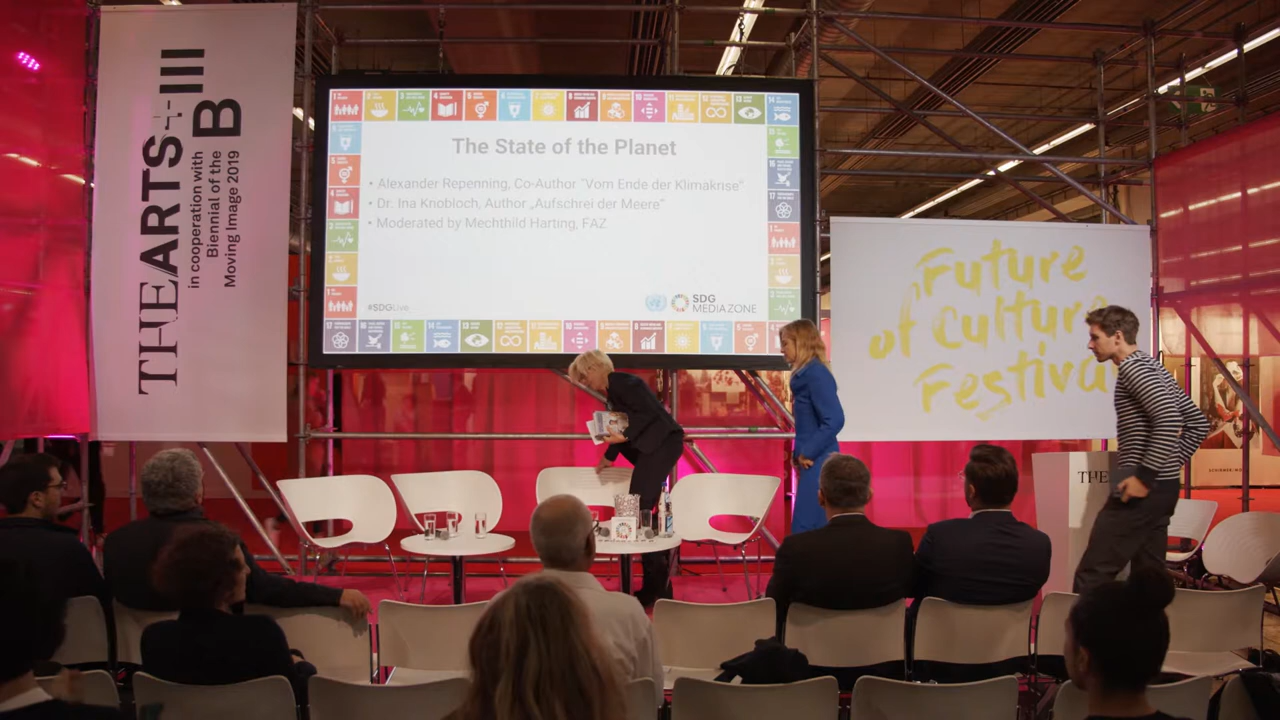 THEARTS+III
in cooperation with B
Biennial of the
Moving Image 2019
The State of the Planet
• Alexander Repenning, Co-Author "Vom Ende der Klimakrise"
• Dr. Ina Knobloch, Author „Aufschrei der Meere"
• Moderated by Mechthild Harting, FAZ
#SDGLive
SDG
MEDIA ZONE
Future
of Culture
Festival
THE